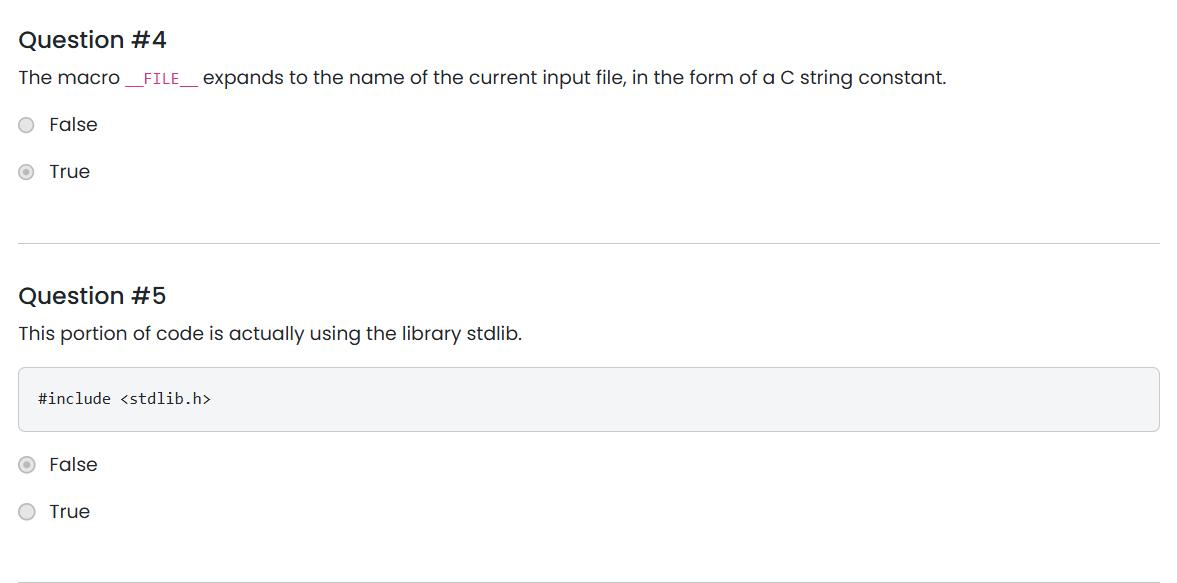 Question #4
The macro __FILE__ expands to the name of the current input file, in the form of a C string constant.
False
True
Question #5
This portion of code is actually using the library stdlib.
#include <stdlib.h>
False
True